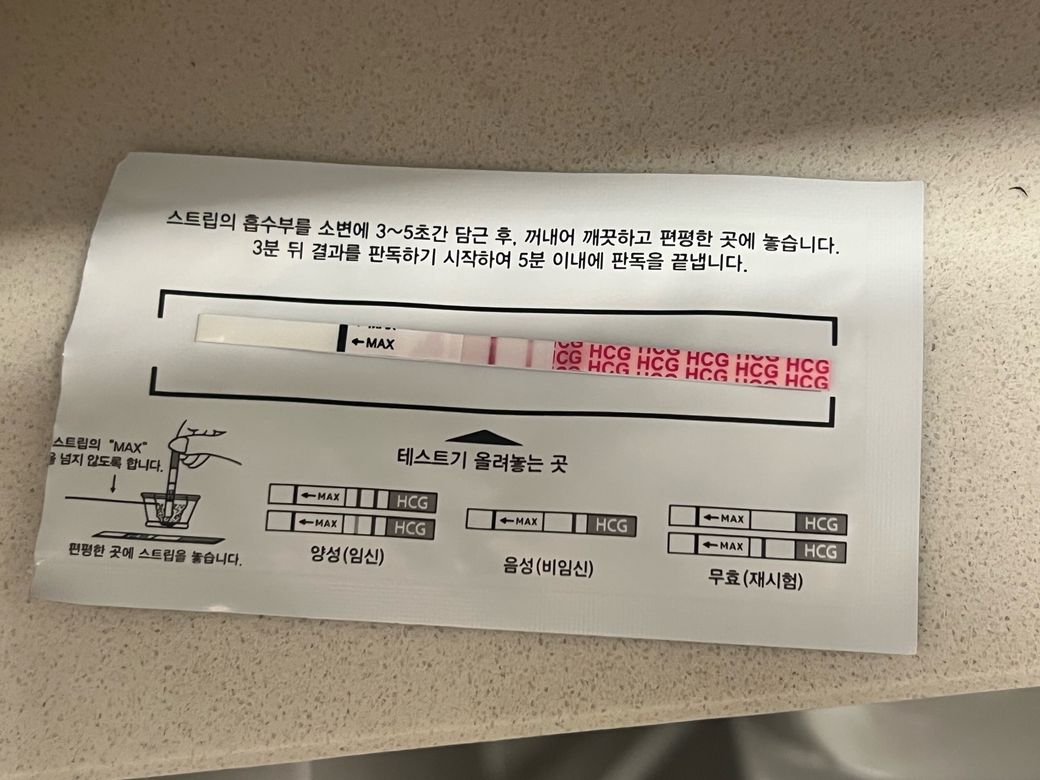 스트립의 흡수부를 소변에 3~5초간 담근 후, 꺼내어 깨끗하고 편평한 곳에 놓습니다.
3분 뒤 결과를 판독하기 시작하여 5분 이내에 판독을 끝냅니다.
←MAX
HCG HCG HCG HCG HCG
HCG HCG HCG HCG HCG
테스트기 올려놓는 곳
스트립의 "MAX"
을 넘지 않도록 합니다.
편평한 곳에 스트립을 놓습니다.
←MAX HCG
←MAX HCG
양성(임신)
←MAX HCG
음성(비임신)
←MAX HCG
←MAX HCG
무효(재시험)